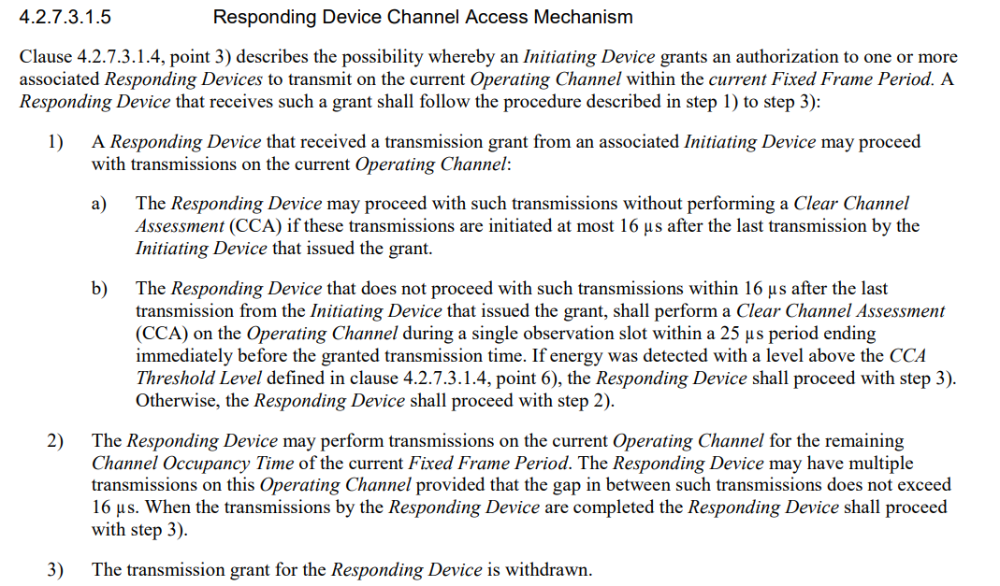 4.2.7.3.1.5 Responding Device Channel Access Mechanism
Clause 4.2.7.3.1.4, point 3) describes the possibility whereby an Initiating Device grants an authorization to one or more
associated Responding Devices to transmit on the current Operating Channel within the current Fixed Frame Period. A
Responding Device that receives such a grant shall follow the procedure described in step 1) to step 3):
1) A Responding Device that received a transmission grant from an associated Initiating Device may proceed
with transmissions on the current Operating Channel:
a) The Responding Device may proceed with such transmissions without performing a Clear Channel
Assessment (CCA) if these transmissions are initiated at most 16 µs after the last transmission by the
Initiating Device that issued the grant.
b) The Responding Device that does not proceed with such transmissions within 16 µs after the last
transmission from the Initiating Device that issued the grant, shall perform a Clear Channel Assessment
(CCA) on the Operating Channel during a single observation slot within a 25 µs period ending
immediately before the granted transmission time. If energy was detected with a level above the CCA
Threshold Level defined in clause 4.2.7.3.1.4, point 6), the Responding Device shall proceed with step 3).
Otherwise, the Responding Device shall proceed with step 2).
2) The Responding Device may perform transmissions on the current Operating Channel for the remaining
Channel Occupancy Time of the current Fixed Frame Period. The Responding Device may have multiple
transmissions on this Operating Channel provided that the gap in between such transmissions does not exceed
16 µs. When the transmissions by the Responding Device are completed the Responding Device shall proceed
with step 3).
3) The transmission grant for the Responding Device is withdrawn.